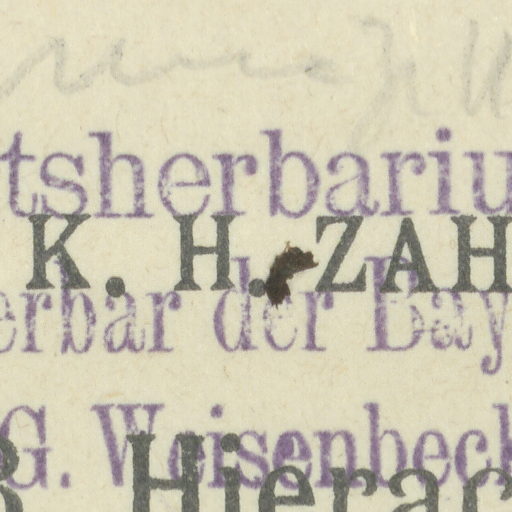 tsherbariu
K. H. ZAH
erbar der Bay
G. Weisenbeck
Hierac